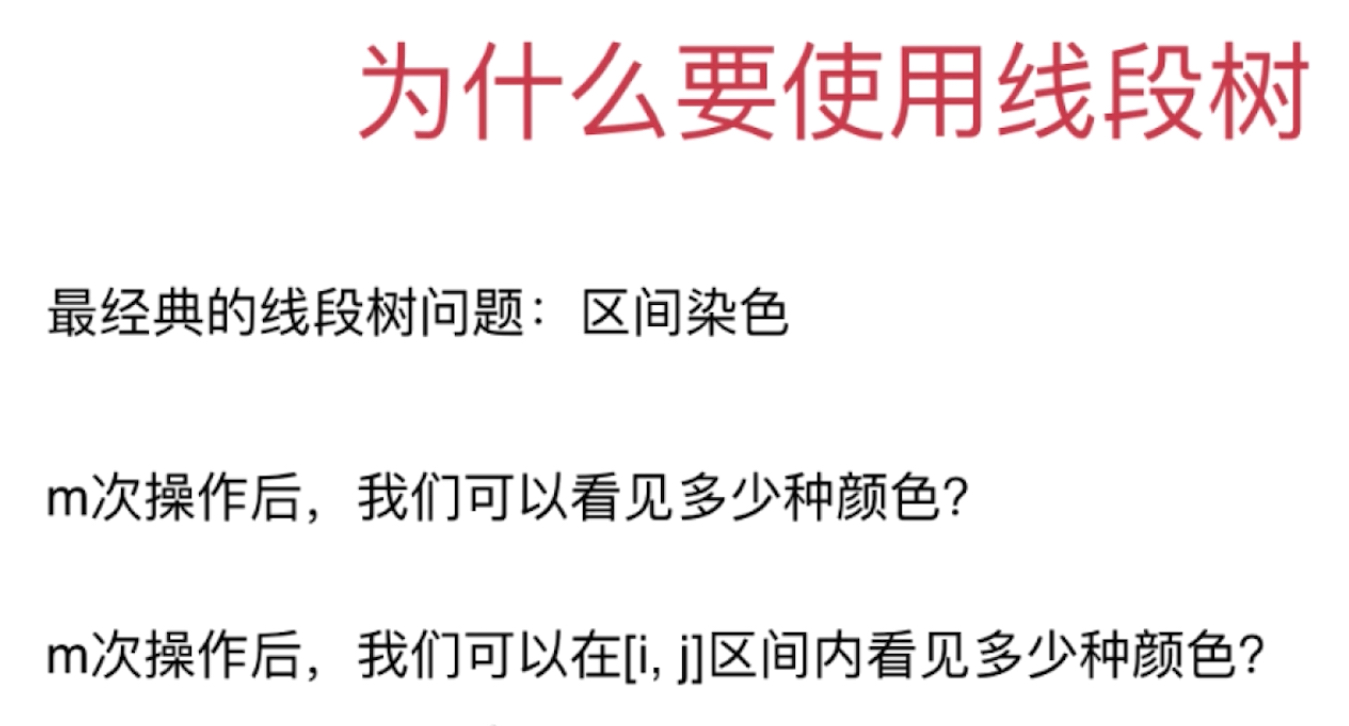 为什么要使用线段树
最经典的线段树问题：区间染色
m次操作后，我们可以看见多少种颜色？
m次操作后，我们可以在[i, j]区间内看见多少种颜色？